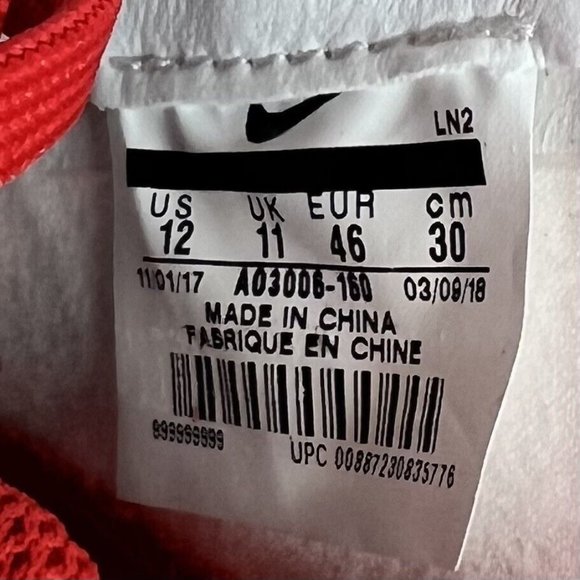 LN2
US UK EUR cm
12 11 46 30
11/01/17 AO3006-160 03/09/18
MADE IN CHINA
FABRIQUE EN CHINE
999999999
UPC 00887230835776